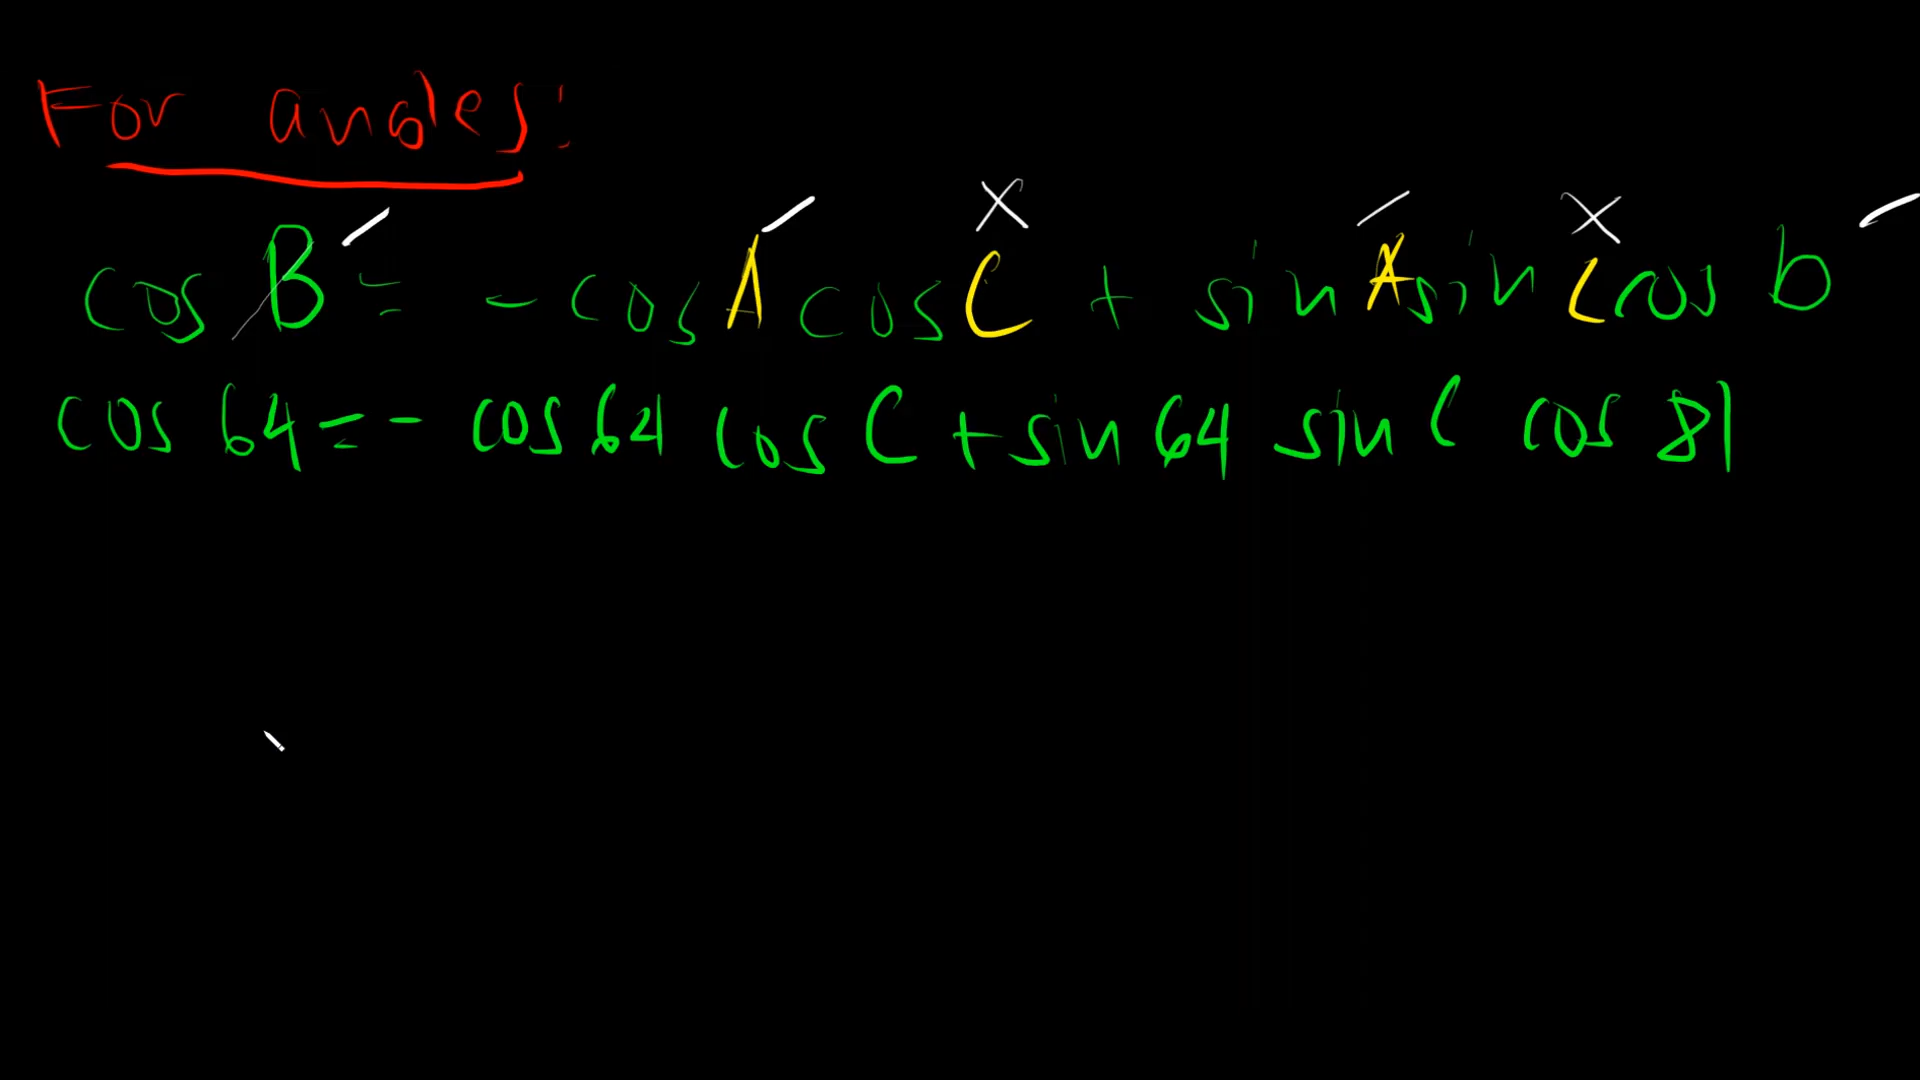 For angles:
cos B = - cos A cos C + sin A sin C cos b
cos 64 = - cos 64 cos C + sin 64 sin C cos 81